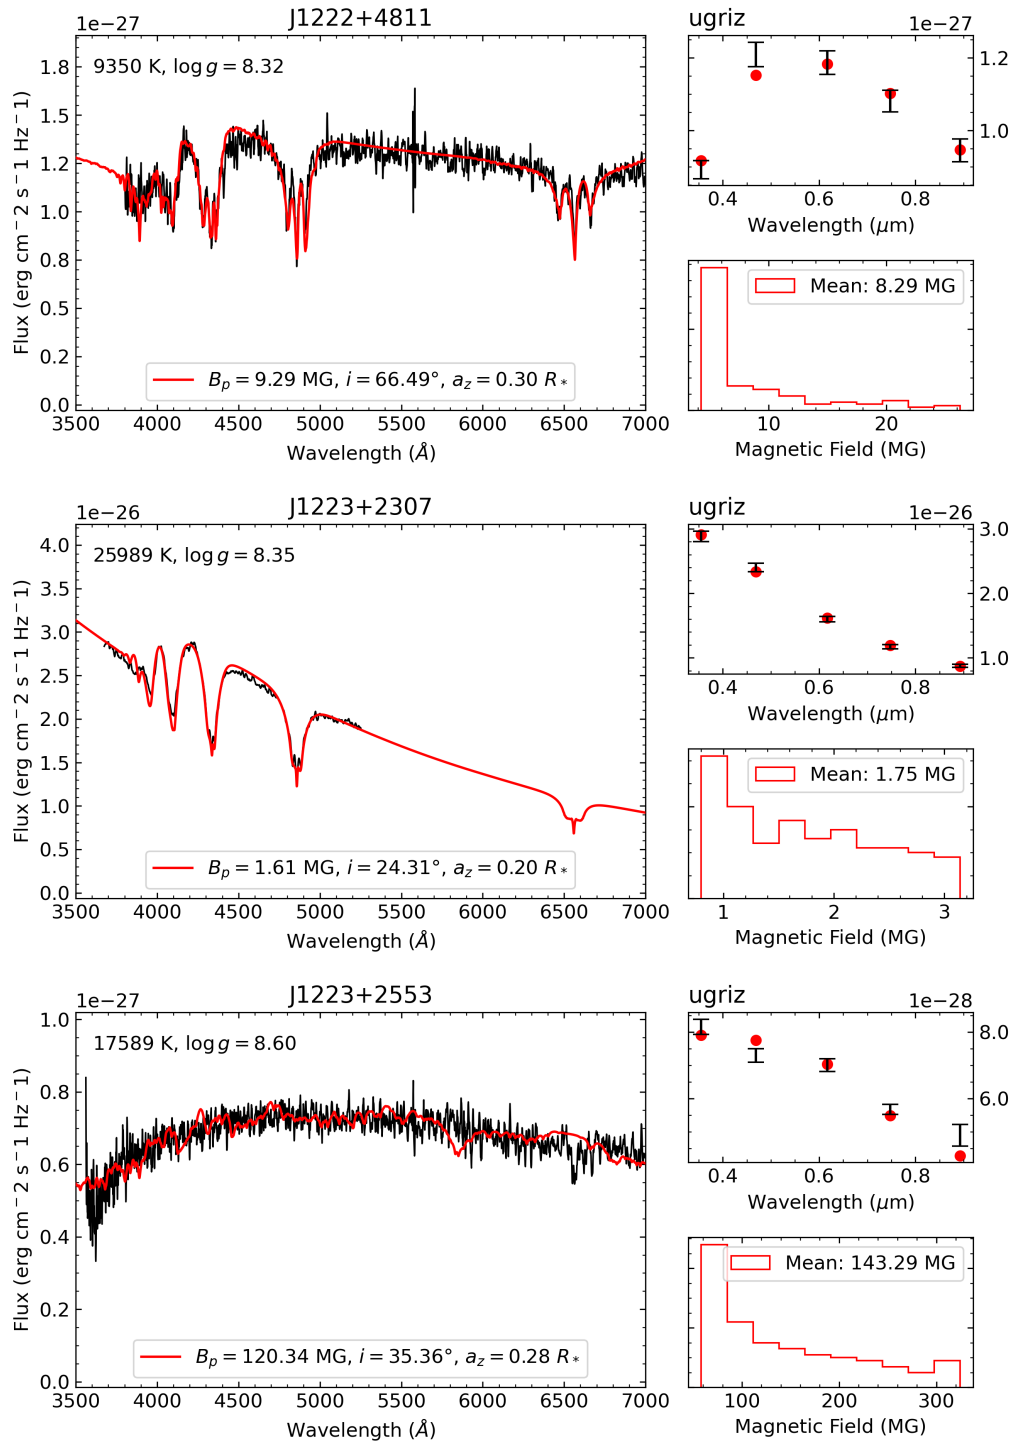 J1222+4811
1e−27
9350 K, log g = 8.32
Flux (erg cm−2 s−1 Hz−1)
1.8
1.5
1.2
1.0
0.8
0.5
0.2
0.0
B_p = 9.29 MG, i = 66.49°, a_z = 0.30 R_*
3500 4000 4500 5000 5500 6000 6500 7000
Wavelength (Å)
ugriz 1e−27
1.2
1.0
0.4 0.6 0.8
Wavelength (μm)
Mean: 8.29 MG
10 20
Magnetic Field (MG)
J1223+2307
1e−26
25989 K, log g = 8.35
Flux (erg cm−2 s−1 Hz−1)
4.0
3.5
3.0
2.5
2.0
1.5
1.0
0.5
0.0
B_p = 1.61 MG, i = 24.31°, a_z = 0.20 R_*
3500 4000 4500 5000 5500 6000 6500 7000
Wavelength (Å)
ugriz 1e−26
3.0
2.0
1.0
0.4 0.6 0.8
Wavelength (μm)
Mean: 1.75 MG
1 2 3
Magnetic Field (MG)
J1223+2553
1e−27
17589 K, log g = 8.60
Flux (erg cm−2 s−1 Hz−1)
1.0
0.8
0.6
0.4
0.2
0.0
B_p = 120.34 MG, i = 35.36°, a_z = 0.28 R_*
3500 4000 4500 5000 5500 6000 6500 7000
Wavelength (Å)
ugriz 1e−28
8.0
6.0
0.4 0.6 0.8
Wavelength (μm)
Mean: 143.29 MG
100 200 300
Magnetic Field (MG)